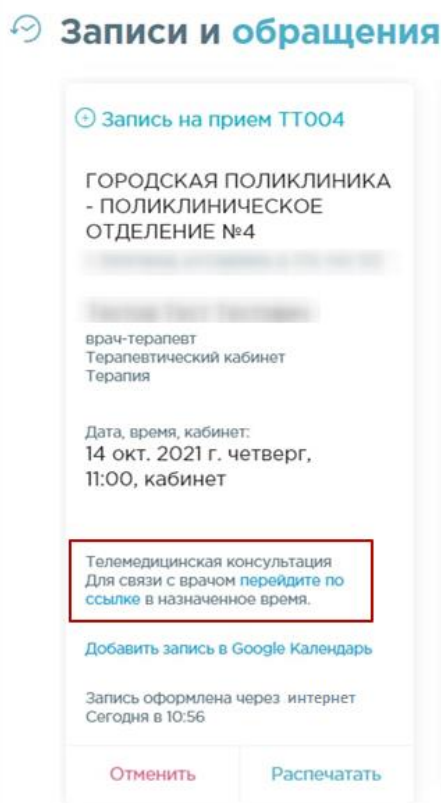 Записи и обращения
Запись на прием ТТ004
ГОРОДСКАЯ ПОЛИКЛИНИКА
- ПОЛИКЛИНИЧЕСКОЕ
ОТДЕЛЕНИЕ №4
врач-терапевт
Терапевтический кабинет
Терапия
Дата, время, кабинет:
14 окт. 2021 г. четверг,
11:00, кабинет
Телемедицинская консультация
Для связи с врачом перейдите по
ссылке в назначенное время.
Добавить запись в Google Календарь
Запись оформлена через интернет
Сегодня в 10:56
Отменить Распечатать